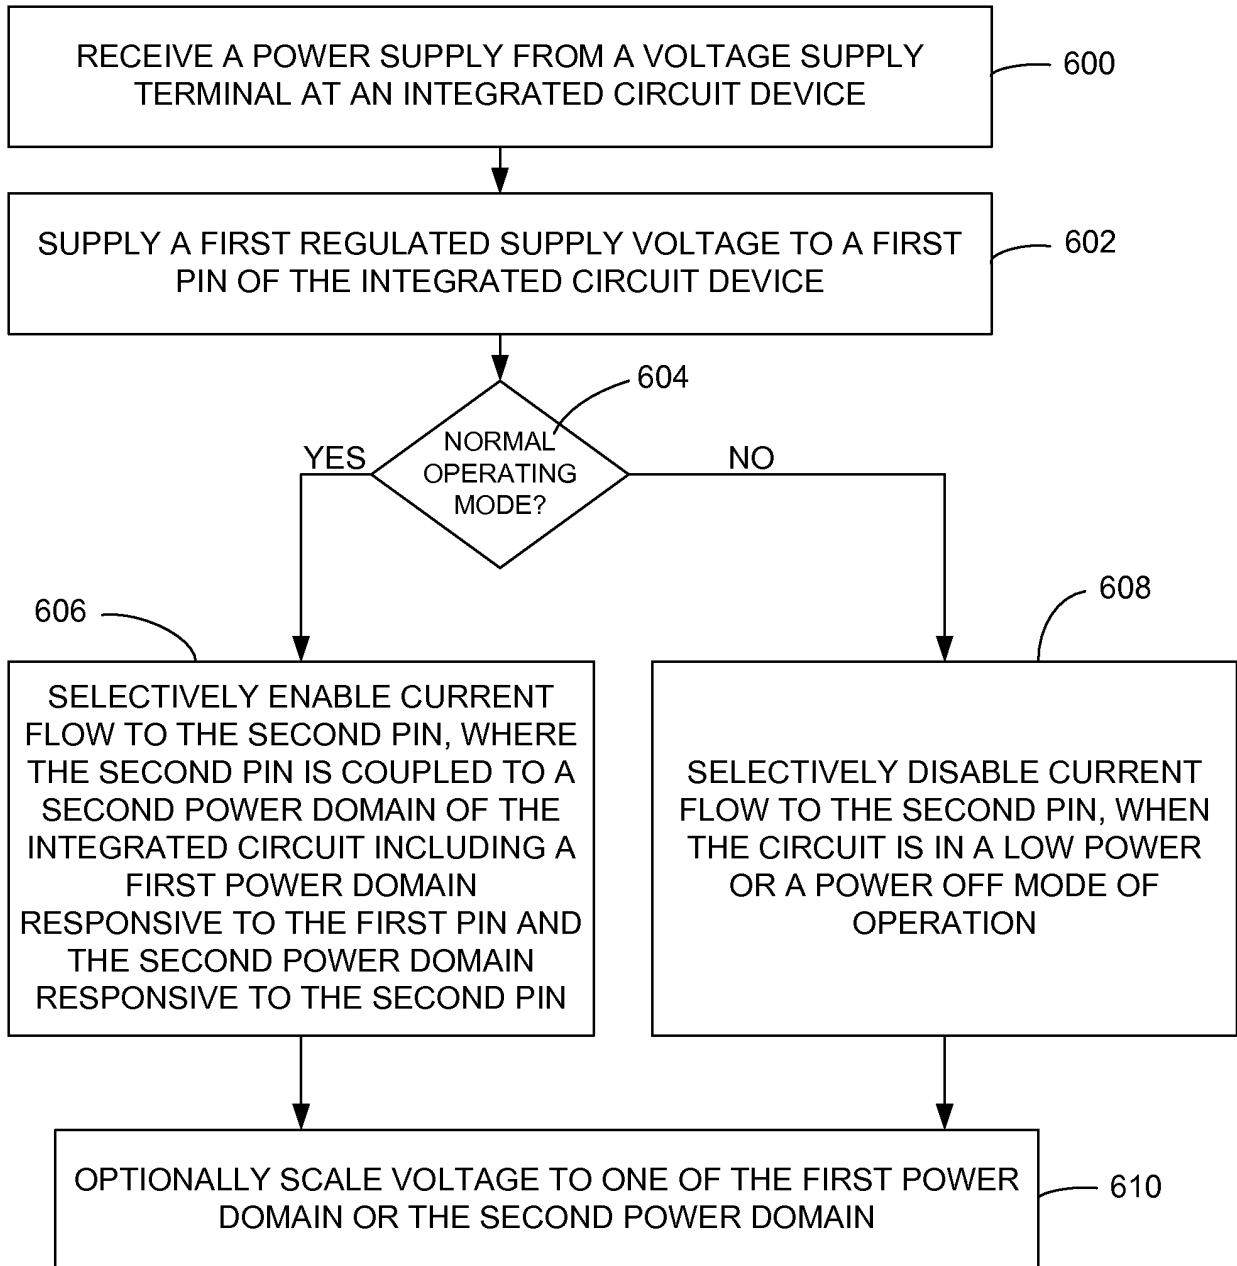 RECEIVE A POWER SUPPLY FROM A VOLTAGE SUPPLY
TERMINAL AT AN INTEGRATED CIRCUIT DEVICE
600
SUPPLY A FIRST REGULATED SUPPLY VOLTAGE TO A FIRST
PIN OF THE INTEGRATED CIRCUIT DEVICE
602
604
NORMAL
OPERATING
MODE?
YES
NO
606
608
SELECTIVELY ENABLE CURRENT
FLOW TO THE SECOND PIN, WHERE
THE SECOND PIN IS COUPLED TO A
SECOND POWER DOMAIN OF THE
INTEGRATED CIRCUIT INCLUDING A
FIRST POWER DOMAIN
RESPONSIVE TO THE FIRST PIN AND
THE SECOND POWER DOMAIN
RESPONSIVE TO THE SECOND PIN
SELECTIVELY DISABLE CURRENT
FLOW TO THE SECOND PIN, WHEN
THE CIRCUIT IS IN A LOW POWER
OR A POWER OFF MODE OF
OPERATION
OPTIONALLY SCALE VOLTAGE TO ONE OF THE FIRST POWER
DOMAIN OR THE SECOND POWER DOMAIN
610